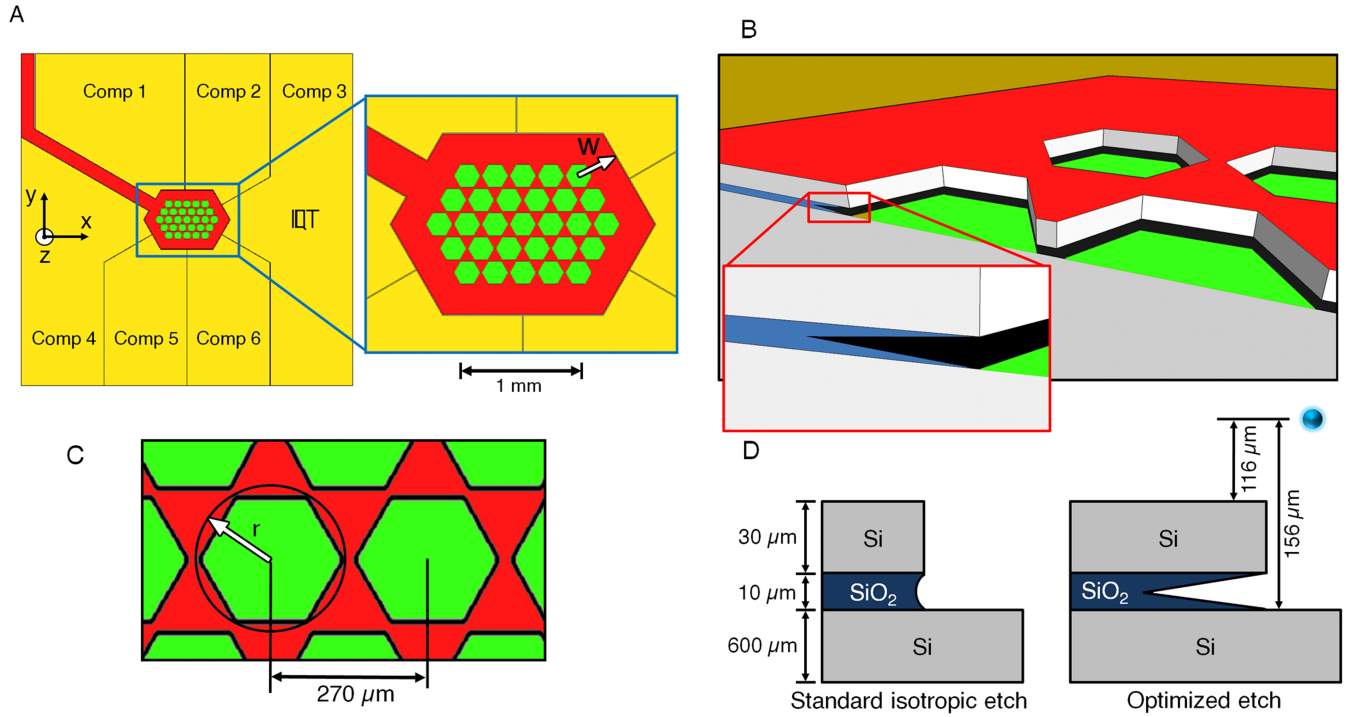 A
Comp 1
Comp 2
Comp 3
y
x
z
IQT
Comp 4
Comp 5
Comp 6
W
1 mm
B
C
r
270 µm
D
116 µm
156 µm
30 µm
Si
Si
10 µm
SiO₂
SiO₂
600 µm
Si
Si
Standard isotropic etch
Optimized etch